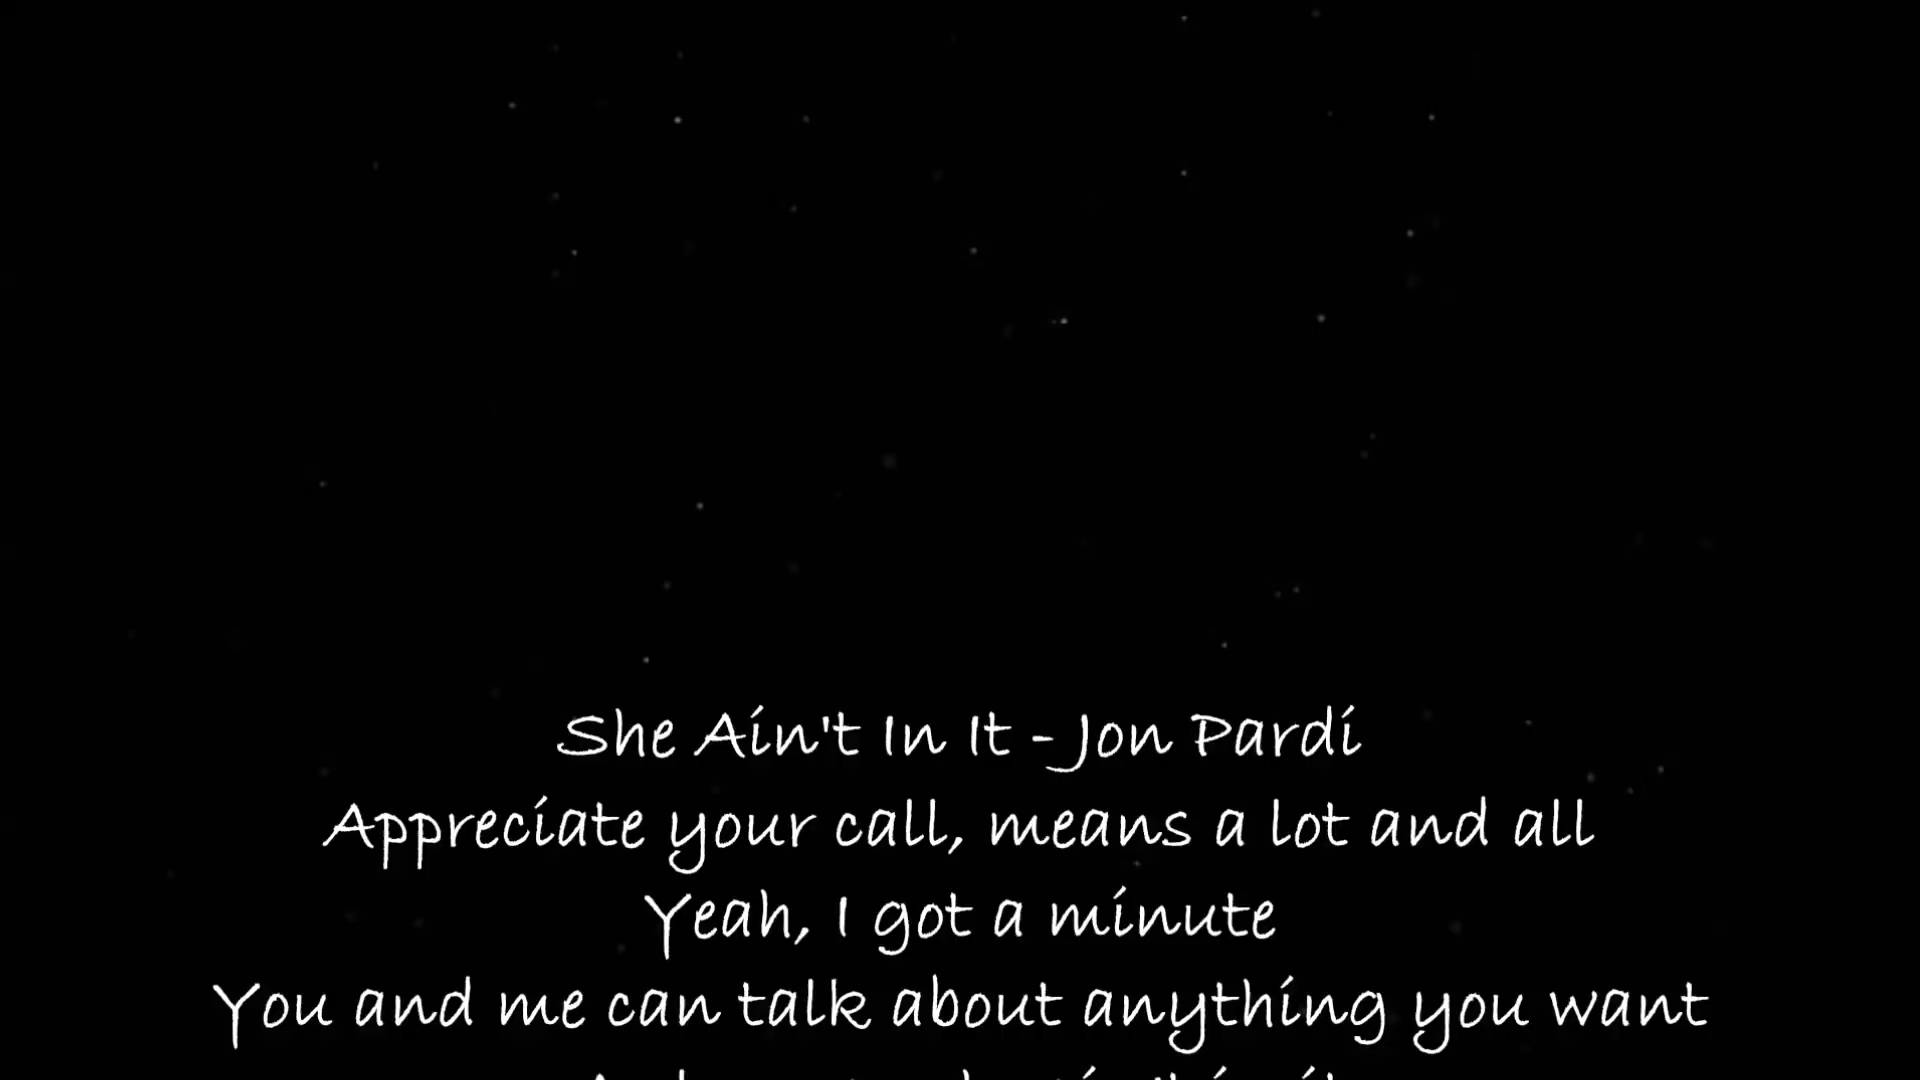 She Ain't In It - Jon Pardi
Appreciate your call, means a lot and all
Yeah, I got a minute
You and me can talk about anything you want